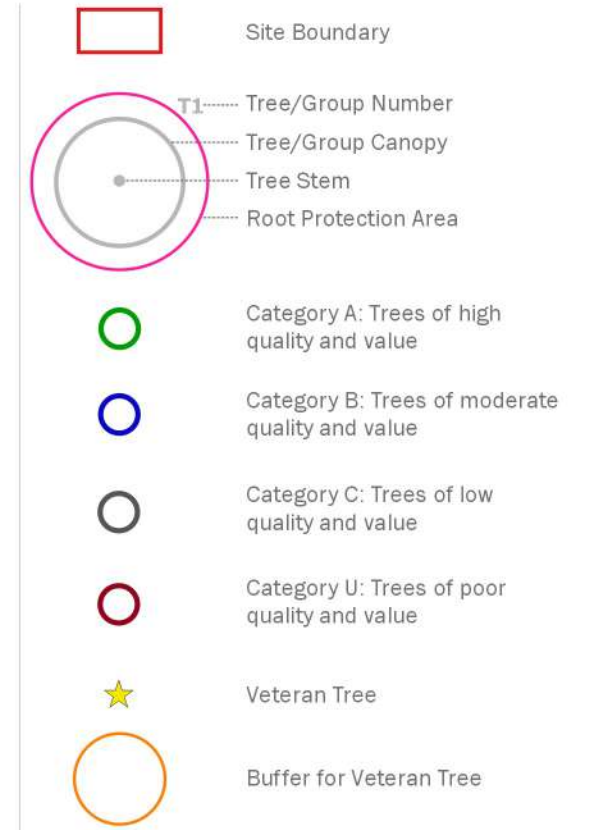 Site Boundary
T1
Tree/Group Number
Tree/Group Canopy
Tree Stem
Root Protection Area
Category A: Trees of high
quality and value
Category B: Trees of moderate
quality and value
Category C: Trees of low
quality and value
Category U: Trees of poor
quality and value
Veteran Tree
Buffer for Veteran Tree